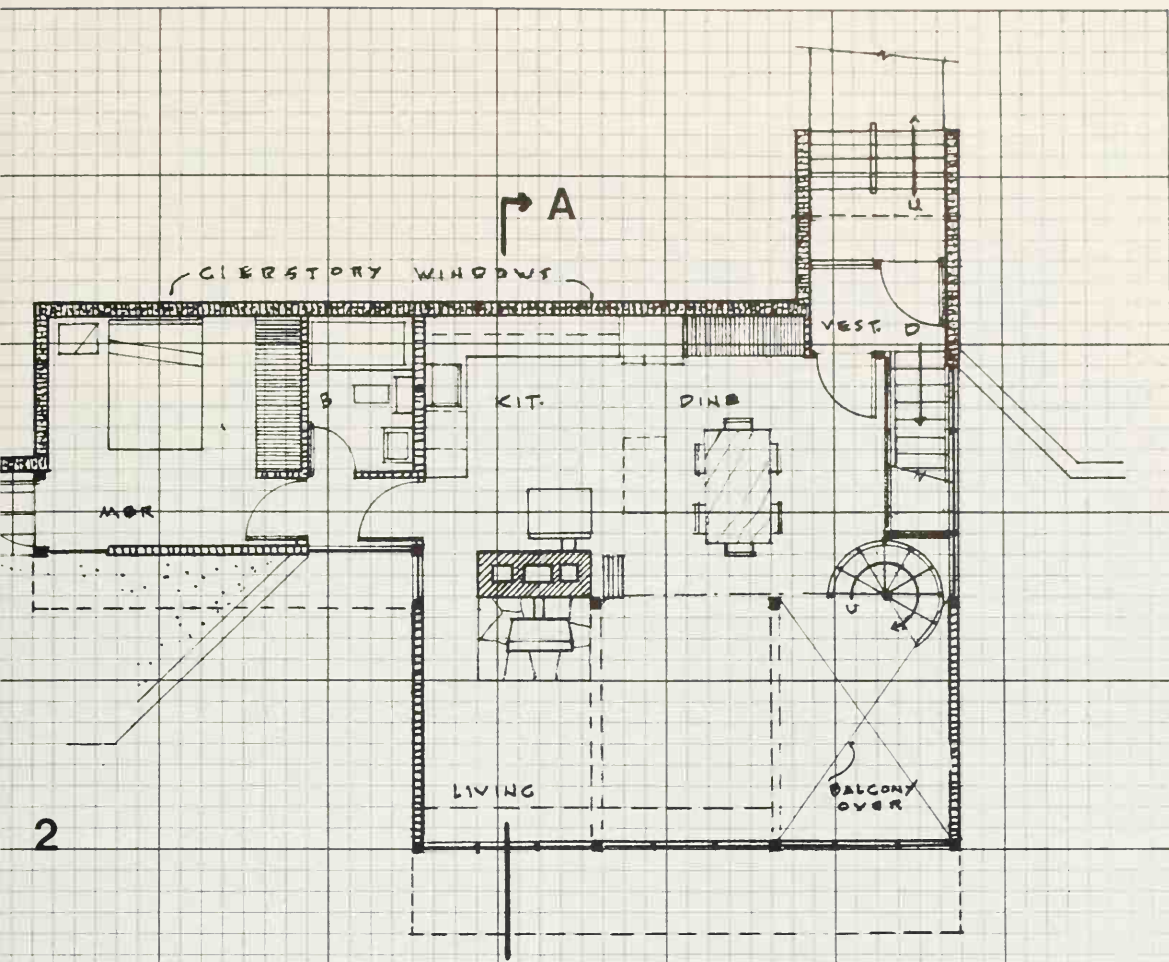 A
U
CLERSTORY WINDOWS
VEST. D
B
KIT.
DINE
MBR
U
LIVING
BALCONY
OVER
2